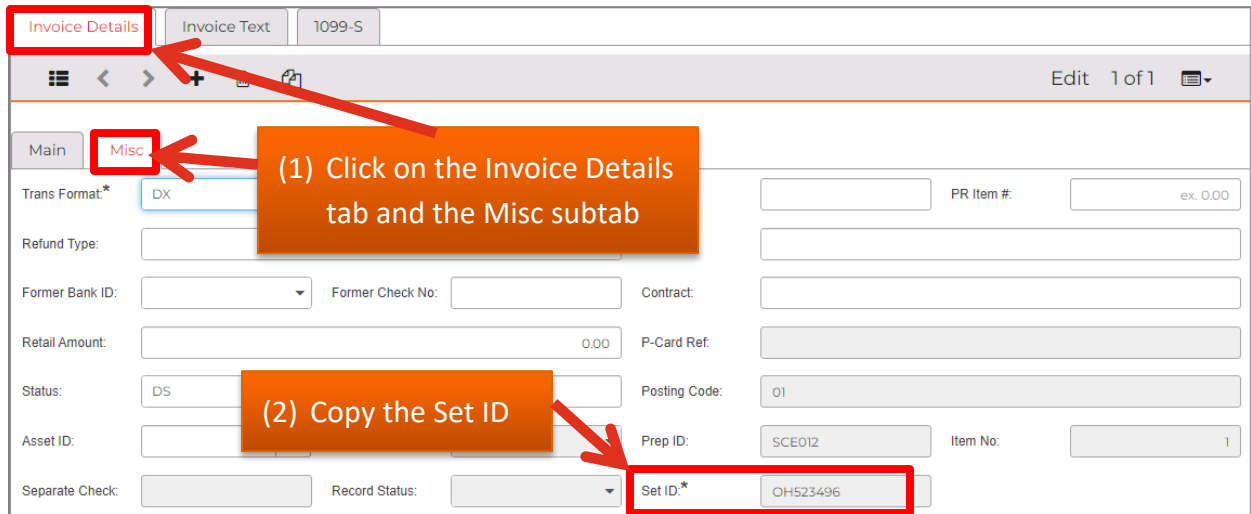 Invoice Details Invoice Text 1099-S
Edit 1 of 1
Main Misc
(1) Click on the Invoice Details
tab and the Misc subtab
Trans Format:* DX PR Item #: ex. 0.00
Refund Type:
Former Bank ID: Former Check No: Contract:
Retail Amount: 0.00 P-Card Ref:
Status: DS Posting Code: 01
(2) Copy the Set ID
Asset ID: Prep ID: SCE012 Item No: 1
Separate Check: Record Status: Set ID:* OH523496